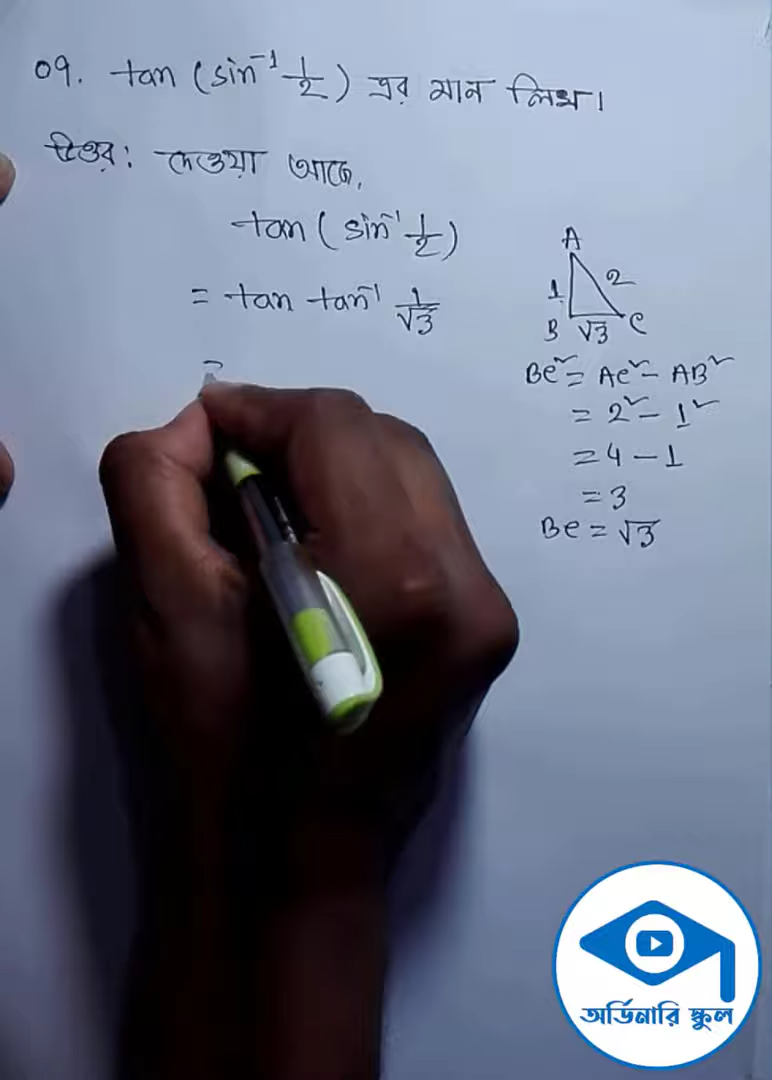 09. tan (sin⁻¹ 1/2) এর মান লিখ।
উত্তর: দেওয়া আছে,
tan (sin⁻¹ 1/2)
= tan tan⁻¹ 1/√3
=
A
1 2
B √3 C
BC² = AC² - AB²
= 2² - 1²
= 4 - 1
= 3
BC = √3
অর্ডিনারি স্কুল